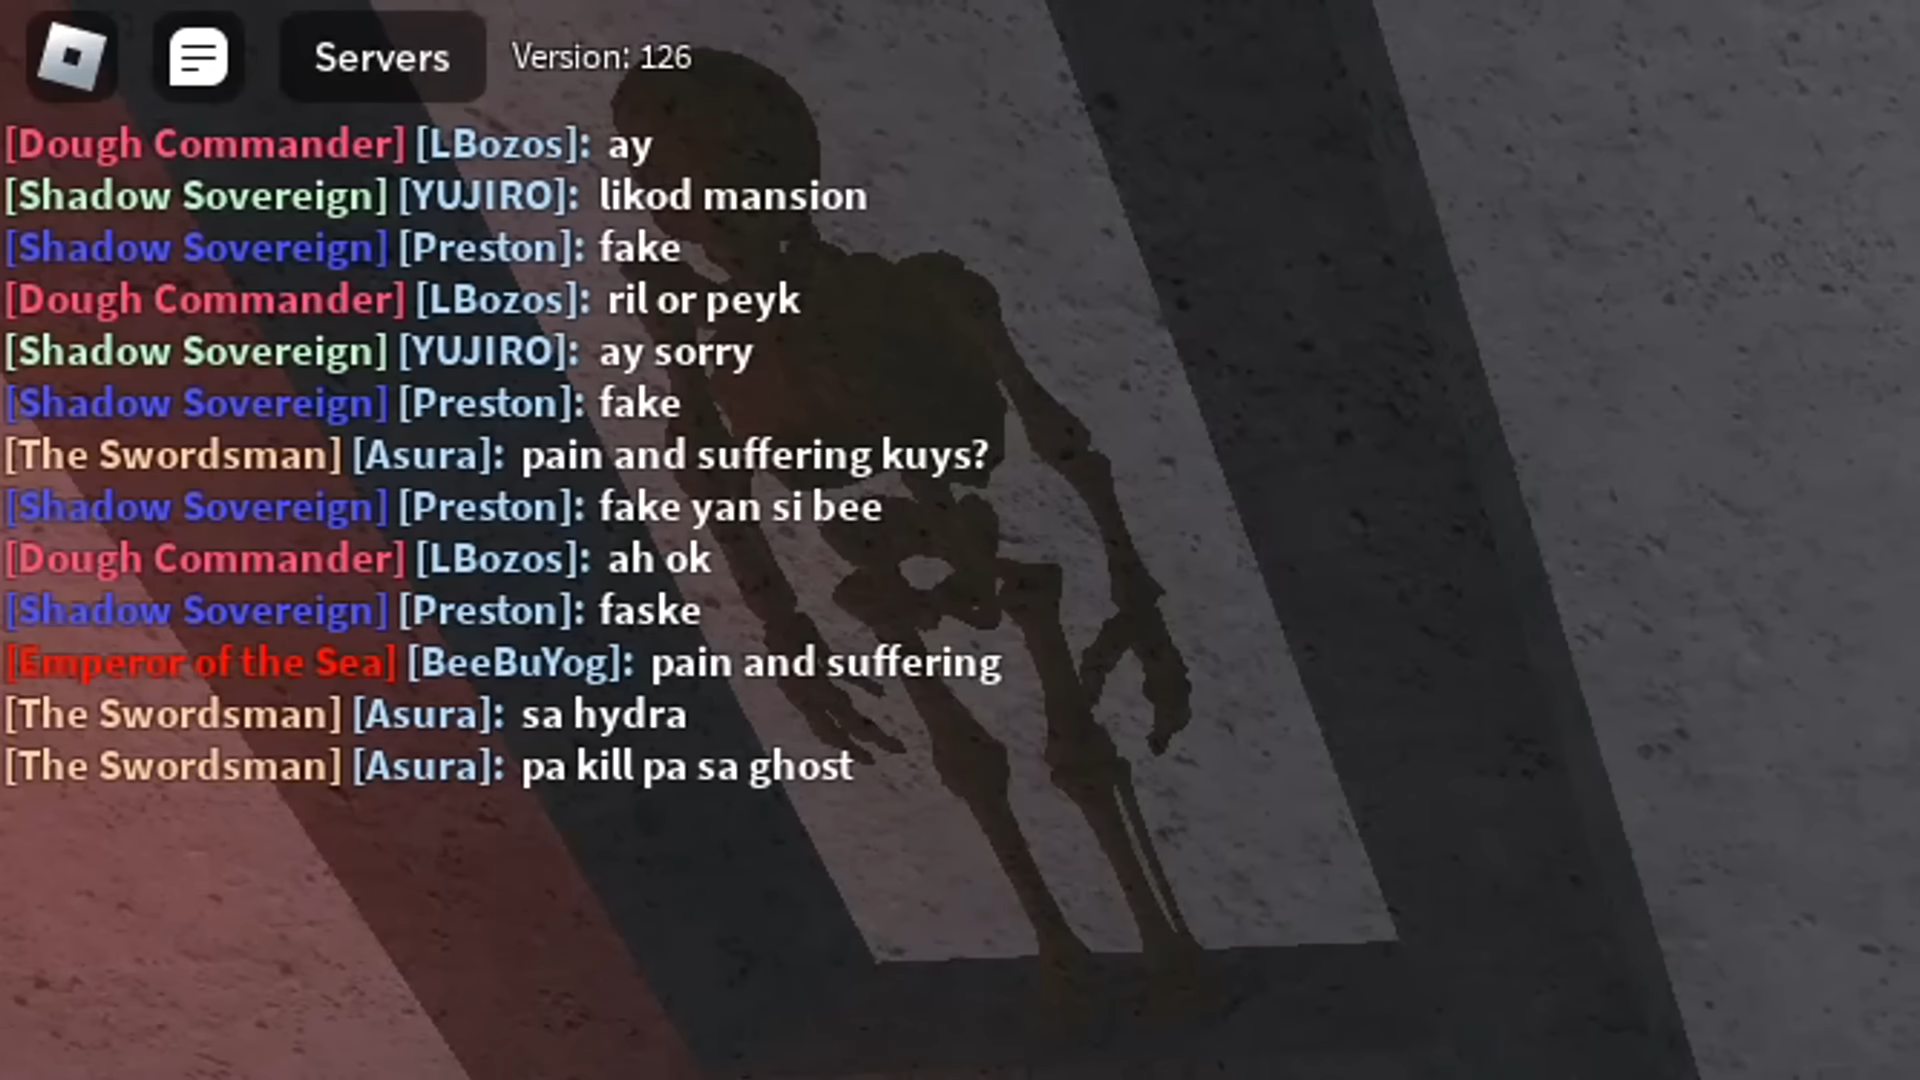 Servers Version: 126
[Dough Commander] [LBozos]: ay
[Shadow Sovereign] [YUJIRO]: likod mansion
[Shadow Sovereign] [Preston]: fake
[Dough Commander] [LBozos]: ril or peyk
[Shadow Sovereign] [YUJIRO]: ay sorry
[Shadow Sovereign] [Preston]: fake
[The Swordsman] [Asura]: pain and suffering kuys?
[Shadow Sovereign] [Preston]: fake yan si bee
[Dough Commander] [LBozos]: ah ok
[Shadow Sovereign] [Preston]: faske
[Emperor of the Sea] [BeeBuYog]: pain and suffering
[The Swordsman] [Asura]: sa hydra
[The Swordsman] [Asura]: pa kill pa sa ghost